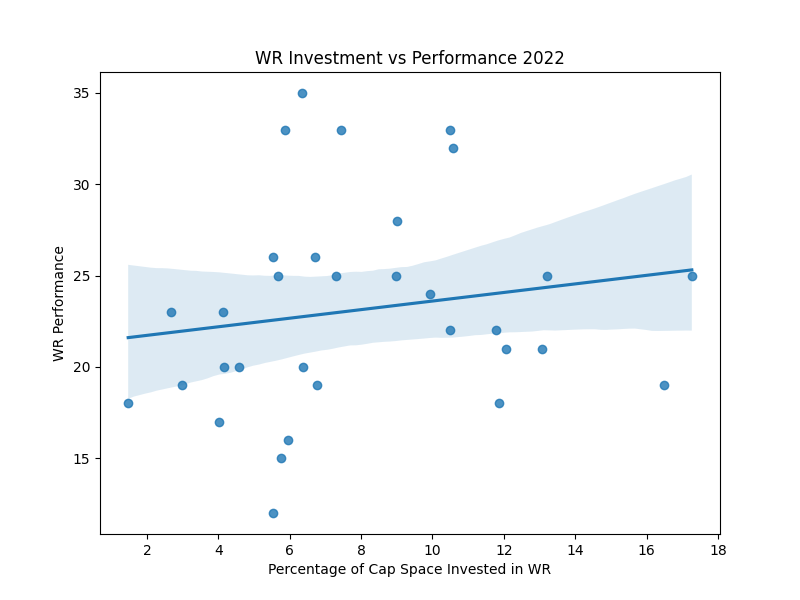 WR Investment vs Performance 2022
35
30
25
20
15
WR Performance
2 4 6 8 10 12 14 16 18
Percentage of Cap Space Invested in WR